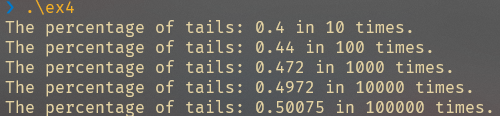 ❯ .\ex4
The percentage of tails: 0.4 in 10 times.
The percentage of tails: 0.44 in 100 times.
The percentage of tails: 0.472 in 1000 times.
The percentage of tails: 0.4972 in 10000 times.
The percentage of tails: 0.50075 in 100000 times.